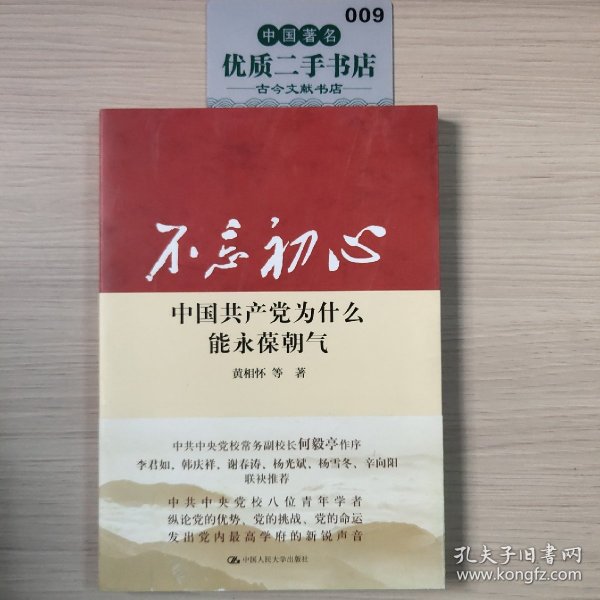 009
中国著名
优质二手书店
古今文献书店
不忘初心
中国共产党为什么
能永葆朝气
黄相怀 等 著
中共中央党校常务副校长何毅亭作序
李君如、韩庆祥、谢春涛、杨光斌、杨雪冬、辛向阳
联袂推荐
中共中央党校八位青年学者
纵论党的优势、党的挑战、党的命运
发出党内最高学府的新锐声音
中国人民大学出版社
孔夫子旧书网
www.kongfz.com